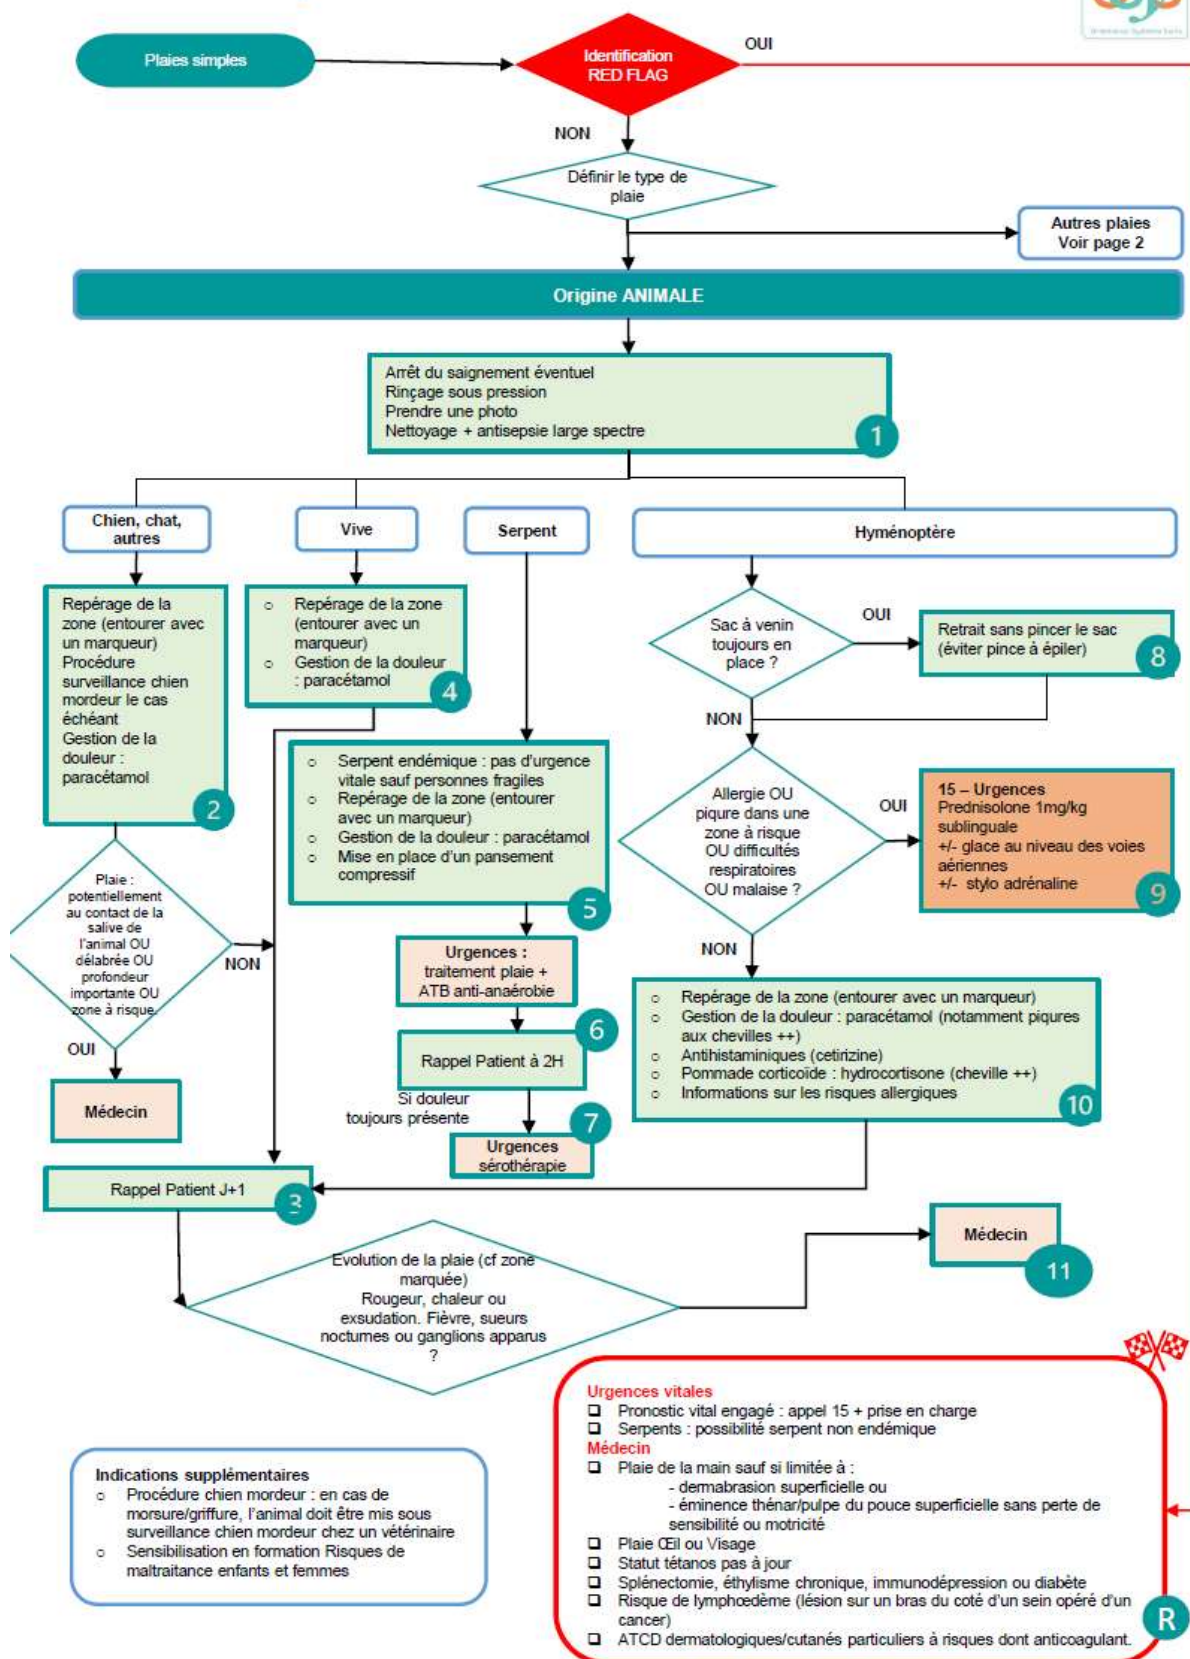 Plaies simples
Identification
RED FLAG
OUI
NON
Définir le type de
plaie
Autres plaies
Voir page 2
Origine ANIMALE
Arrêt du saignement éventuel
Rinçage sous pression
Prendre une photo
Nettoyage + antisepsie large spectre
1
Chien, chat,
autres
Vive
Serpent
Hyménoptère
Repérage de la
zone (entourer avec
un marqueur)
Procédure
surveillance chien
mordeur le cas
échéant
Gestion de la
douleur :
paracétamol
2
o Repérage de la zone
(entourer avec un
marqueur)
o Gestion de la douleur
: paracétamol
4
Sac à venin
toujours en
place ?
OUI
Retrait sans pincer le sac
(éviter pince à épiler)
8
NON
o Serpent endémique : pas d'urgence
vitale sauf personnes fragiles
o Repérage de la zone (entourer
avec un marqueur)
o Gestion de la douleur : paracétamol
o Mise en place d'un pansement
compressif
5
Allergie OU
piqure dans une
zone à risque
OU difficultés
respiratoires
OU malaise ?
OUI
15 – Urgences
Prednisolone 1mg/kg
sublinguale
+/- glace au niveau des voies
aériennes
+/- stylo adrénaline
9
Plaie :
potentiellement
au contact de la
salive de
l'animal OU
délabrée OU
profondeur
importante OU
zone à risque.
NON
OUI
Médecin
Urgences :
traitement plaie +
ATB anti-anaérobie
6
Rappel Patient à 2H
Si douleur
toujours présente
7
Urgences
sérothérapie
NON
o Repérage de la zone (entourer avec un marqueur)
o Gestion de la douleur : paracétamol (notamment piqures
aux chevilles ++)
o Antihistaminiques (cetirizine)
o Pommade corticoïde : hydrocortisone (cheville ++)
o Informations sur les risques allergiques
10
Rappel Patient J+1
3
Evolution de la plaie (cf zone
marquée)
Rougeur, chaleur ou
exsudation. Fièvre, sueurs
nocturnes ou ganglions apparus
?
Médecin
11
Indications supplémentaires
o Procédure chien mordeur : en cas de
morsure/griffure, l'animal doit être mis sous
surveillance chien mordeur chez un vétérinaire
o Sensibilisation en formation Risques de
maltraitance enfants et femmes
Urgences vitales
❑ Pronostic vital engagé : appel 15 + prise en charge
❑ Serpents : possibilité serpent non endémique
Médecin
❑ Plaie de la main sauf si limitée à :
- dermabrasion superficielle ou
- éminence thénar/pulpe du pouce superficielle sans perte de
sensibilité ou motricité
❑ Plaie Œil ou Visage
❑ Statut tétanos pas à jour
❑ Splénectomie, éthylisme chronique, immunodépression ou diabète
❑ Risque de lymphœdème (lésion sur un bras du coté d'un sein opéré d'un
cancer)
❑ ATCD dermatologiques/cutanés particuliers à risques dont anticoagulant.
R